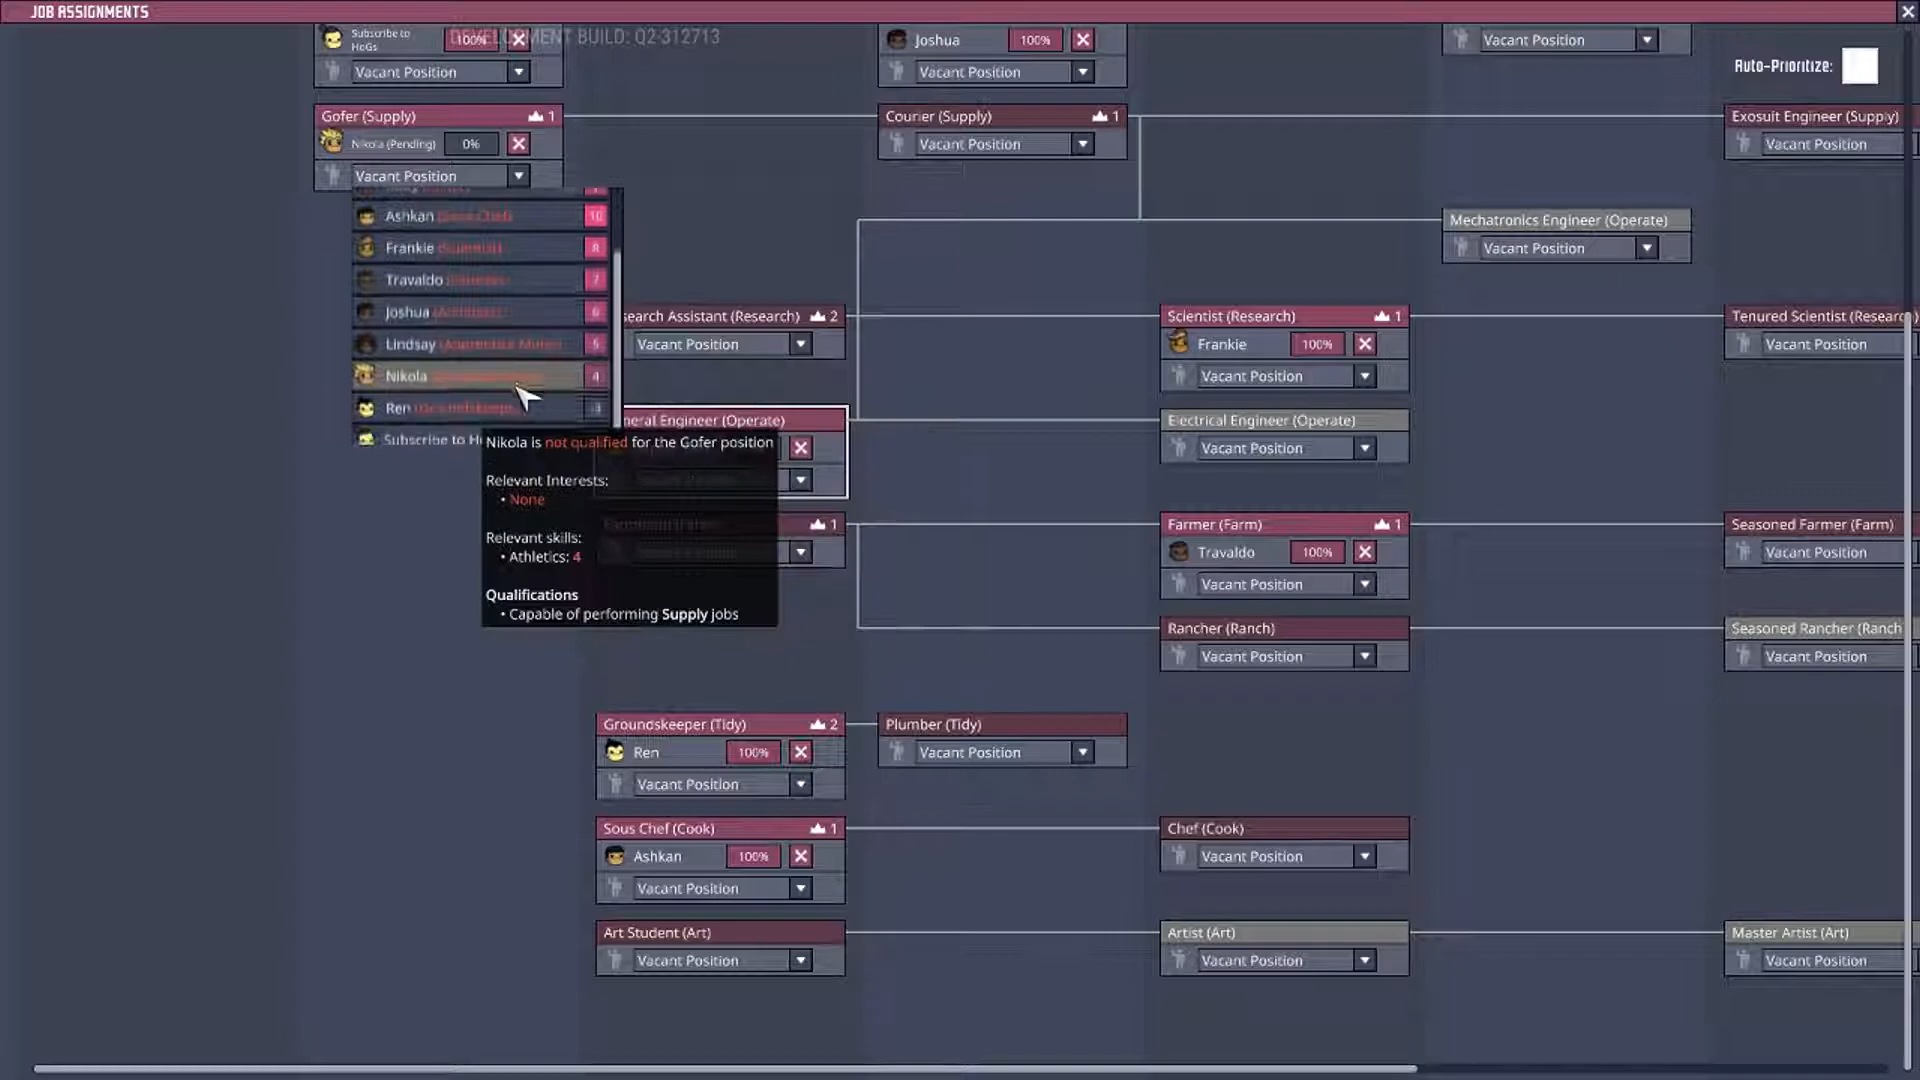 JOB ASSIGNMENTS
DEVELOPMENT BUILD: Q2-312713
Subscribe to
HoGs
100%
Vacant Position
Joshua
100%
Vacant Position
Vacant Position
Auto-Prioritize:
Gofer (Supply)
1
Nikola (Pending)
0%
Vacant Position
Courier (Supply)
1
Vacant Position
Exosuit Engineer (Supply)
Vacant Position
Mechatronics Engineer (Operate)
Vacant Position
Ashkan
10
Frankie
8
Travaldo
7
Joshua
6
Lindsay (Apprentice Miner)
5
Nikola
4
Ren
3
Subscribe to H
Nikola is not qualified for the Gofer position
Relevant Interests:
• None
Relevant skills:
• Athletics: 4
Qualifications
• Capable of performing Supply jobs
search Assistant (Research)
2
Vacant Position
Scientist (Research)
1
Frankie
100%
Vacant Position
Tenured Scientist (Research)
Vacant Position
neral Engineer (Operate)
Electrical Engineer (Operate)
Vacant Position
1
Farmer (Farm)
1
Travaldo
100%
Vacant Position
Seasoned Farmer (Farm)
Vacant Position
Rancher (Ranch)
Vacant Position
Seasoned Rancher (Ranch
Vacant Position
Groundskeeper (Tidy)
2
Ren
100%
Vacant Position
Plumber (Tidy)
Vacant Position
Sous Chef (Cook)
1
Ashkan
100%
Vacant Position
Chef (Cook)
Vacant Position
Art Student (Art)
Vacant Position
Artist (Art)
Vacant Position
Master Artist (Art)
Vacant Position